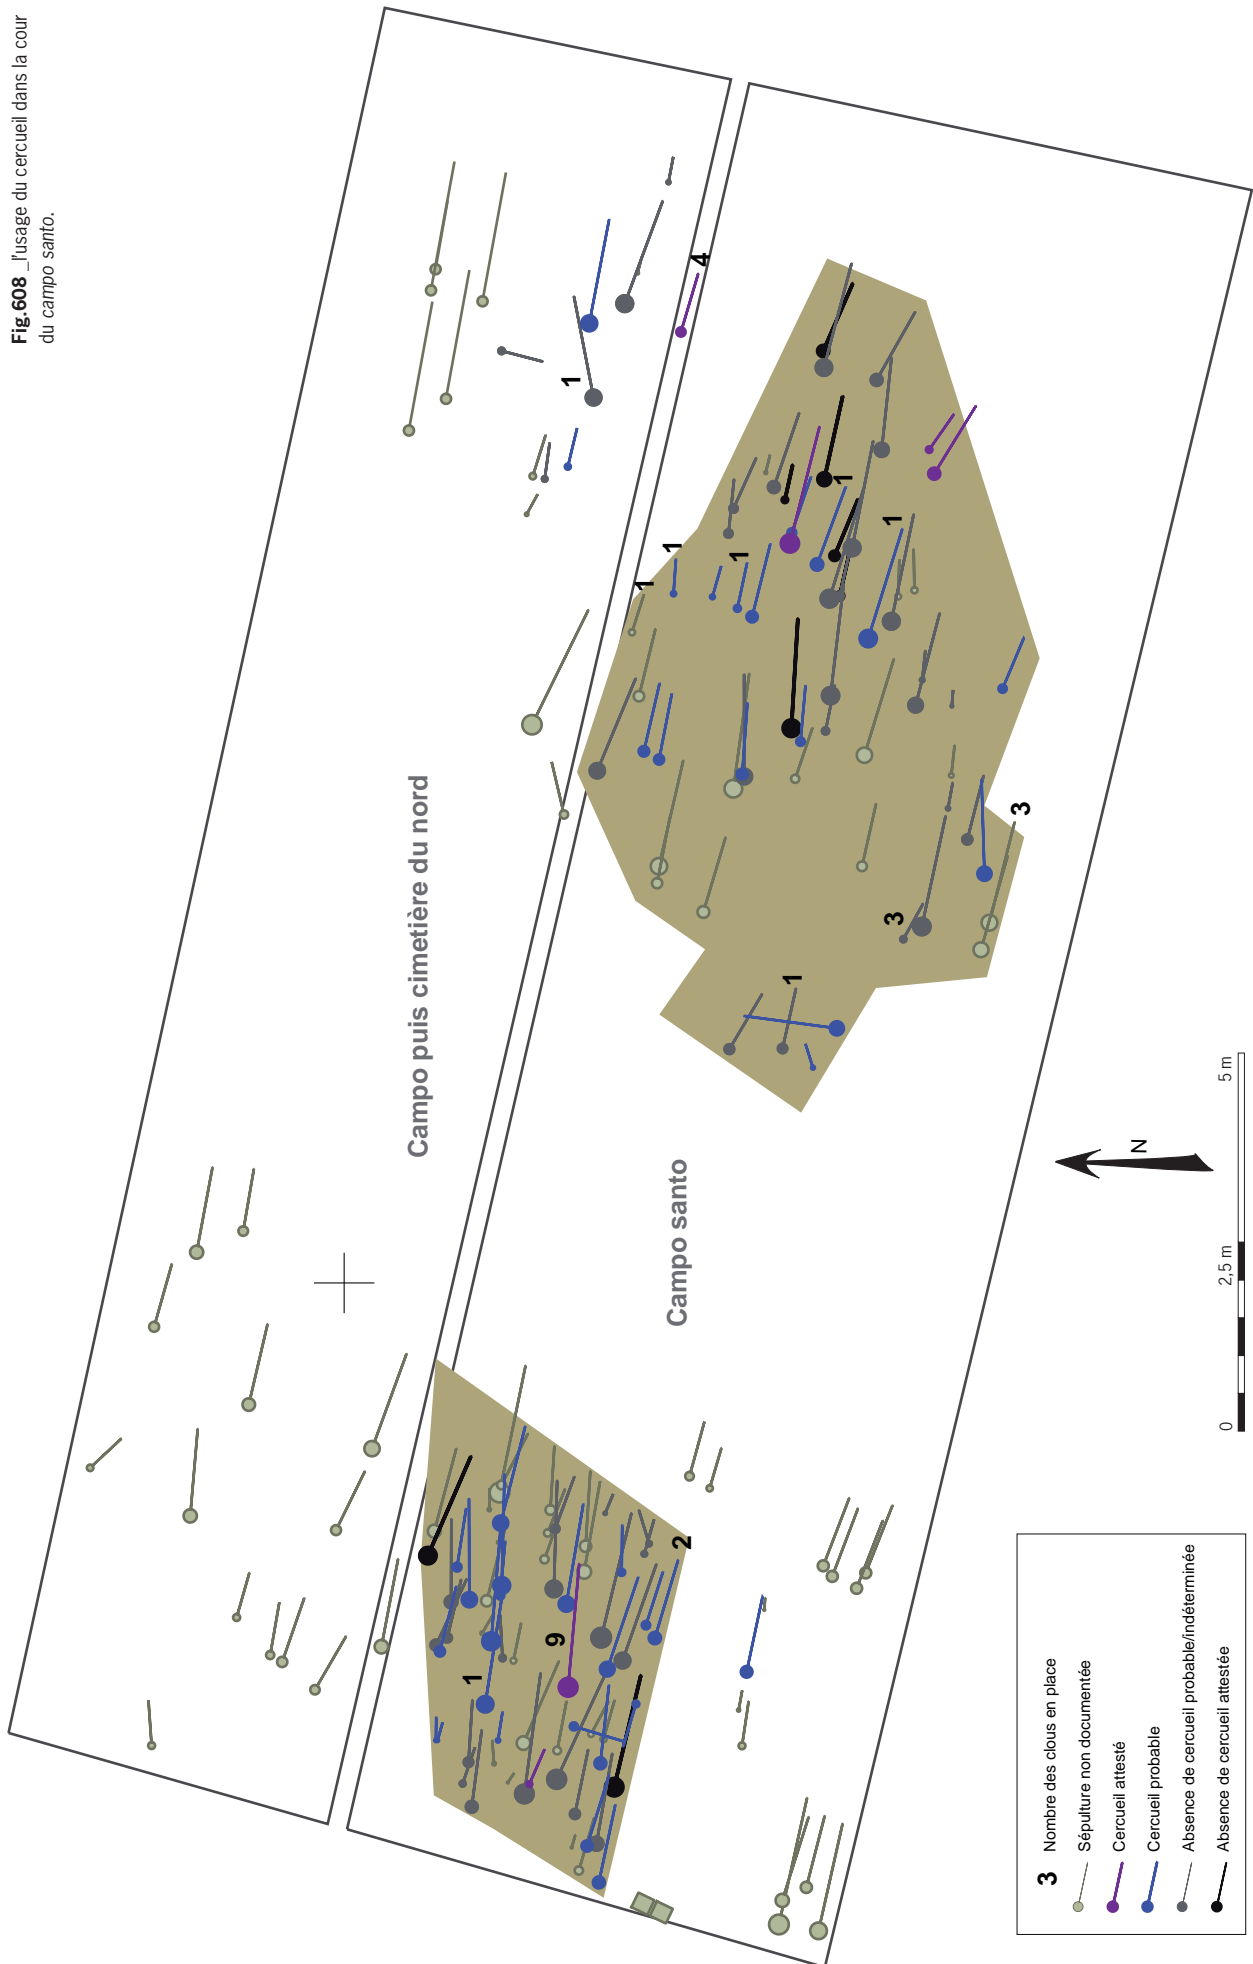 Fig.608 _l'usage du cercueil dans la cour
du campo santo.
4
1
1
1
1
1
1
1
3
3
1
Campo puis cimetière du nord
Campo santo
2
9
1
N
0
2,5 m
5 m
3 Nombre des clous en place
Sépulture non documentée
Cercueil attesté
Cercueil probable
Absence de cercueil probable/indéterminée
Absence de cercueil attestée